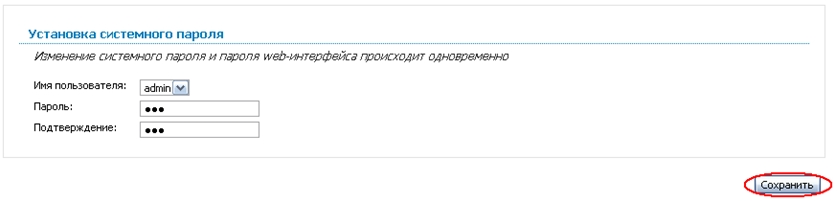 Установка системного пароля
Изменение системного пароля и пароля web-интерфейса происходит одновременно
Имя пользователя: admin
Пароль: ●●●
Подтверждение: ●●●
Сохранить